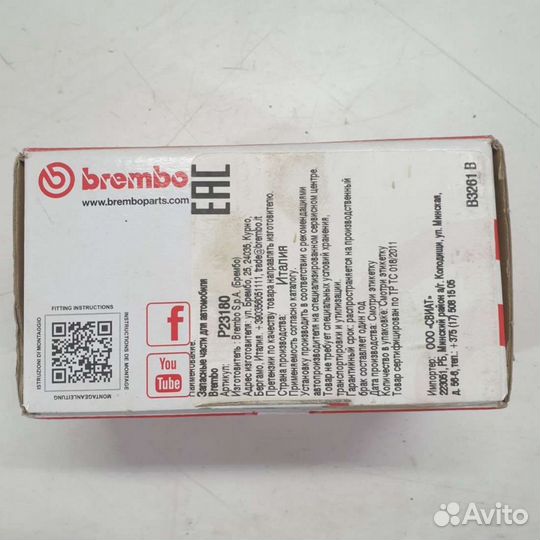 brembo
www.bremboparts.com
EAC
FITTING INSTRUCTIONS
ISTRUZIONI DI MONTAGGIO
INSTRUCTIONS DE MONTAGE
MONTAGEANLEITUNG
f
You
Tube
Наименование:
Запасные части для автомобиля
Brembo
Артикул: P23180
Изготовитель: Brembo S.p.A. (Брембо)
Адрес изготовителя: ул. Брембо, 25, 24035, Курно,
Бергамо, Италия. +390356051111, trade@brembo.it
Претензии по качеству товара направлять изготовителю.
Страна производства: Италия
Применяемость согласно каталогу.
Установку производить в соответствии с рекомендациями
автопроизводителя на специализированном сервисном центре.
Товар не требует специальных условий хранения,
транспортировки и утилизации.
Гарантийный срок, распространяется на производственный
брак составляет один год
Дата производства: Смотри этикетку
Количество в упаковке: Смотри этикетку
Товар сертифицирован по ТР ТС 018/2011
Импортер: ООО «СВИАТ»
223051, РБ, Минский район а/г. Колодищи, ул. Минская,
д. 56-6, тел.: +375 (17) 508 15 05
B3261 B
Avito